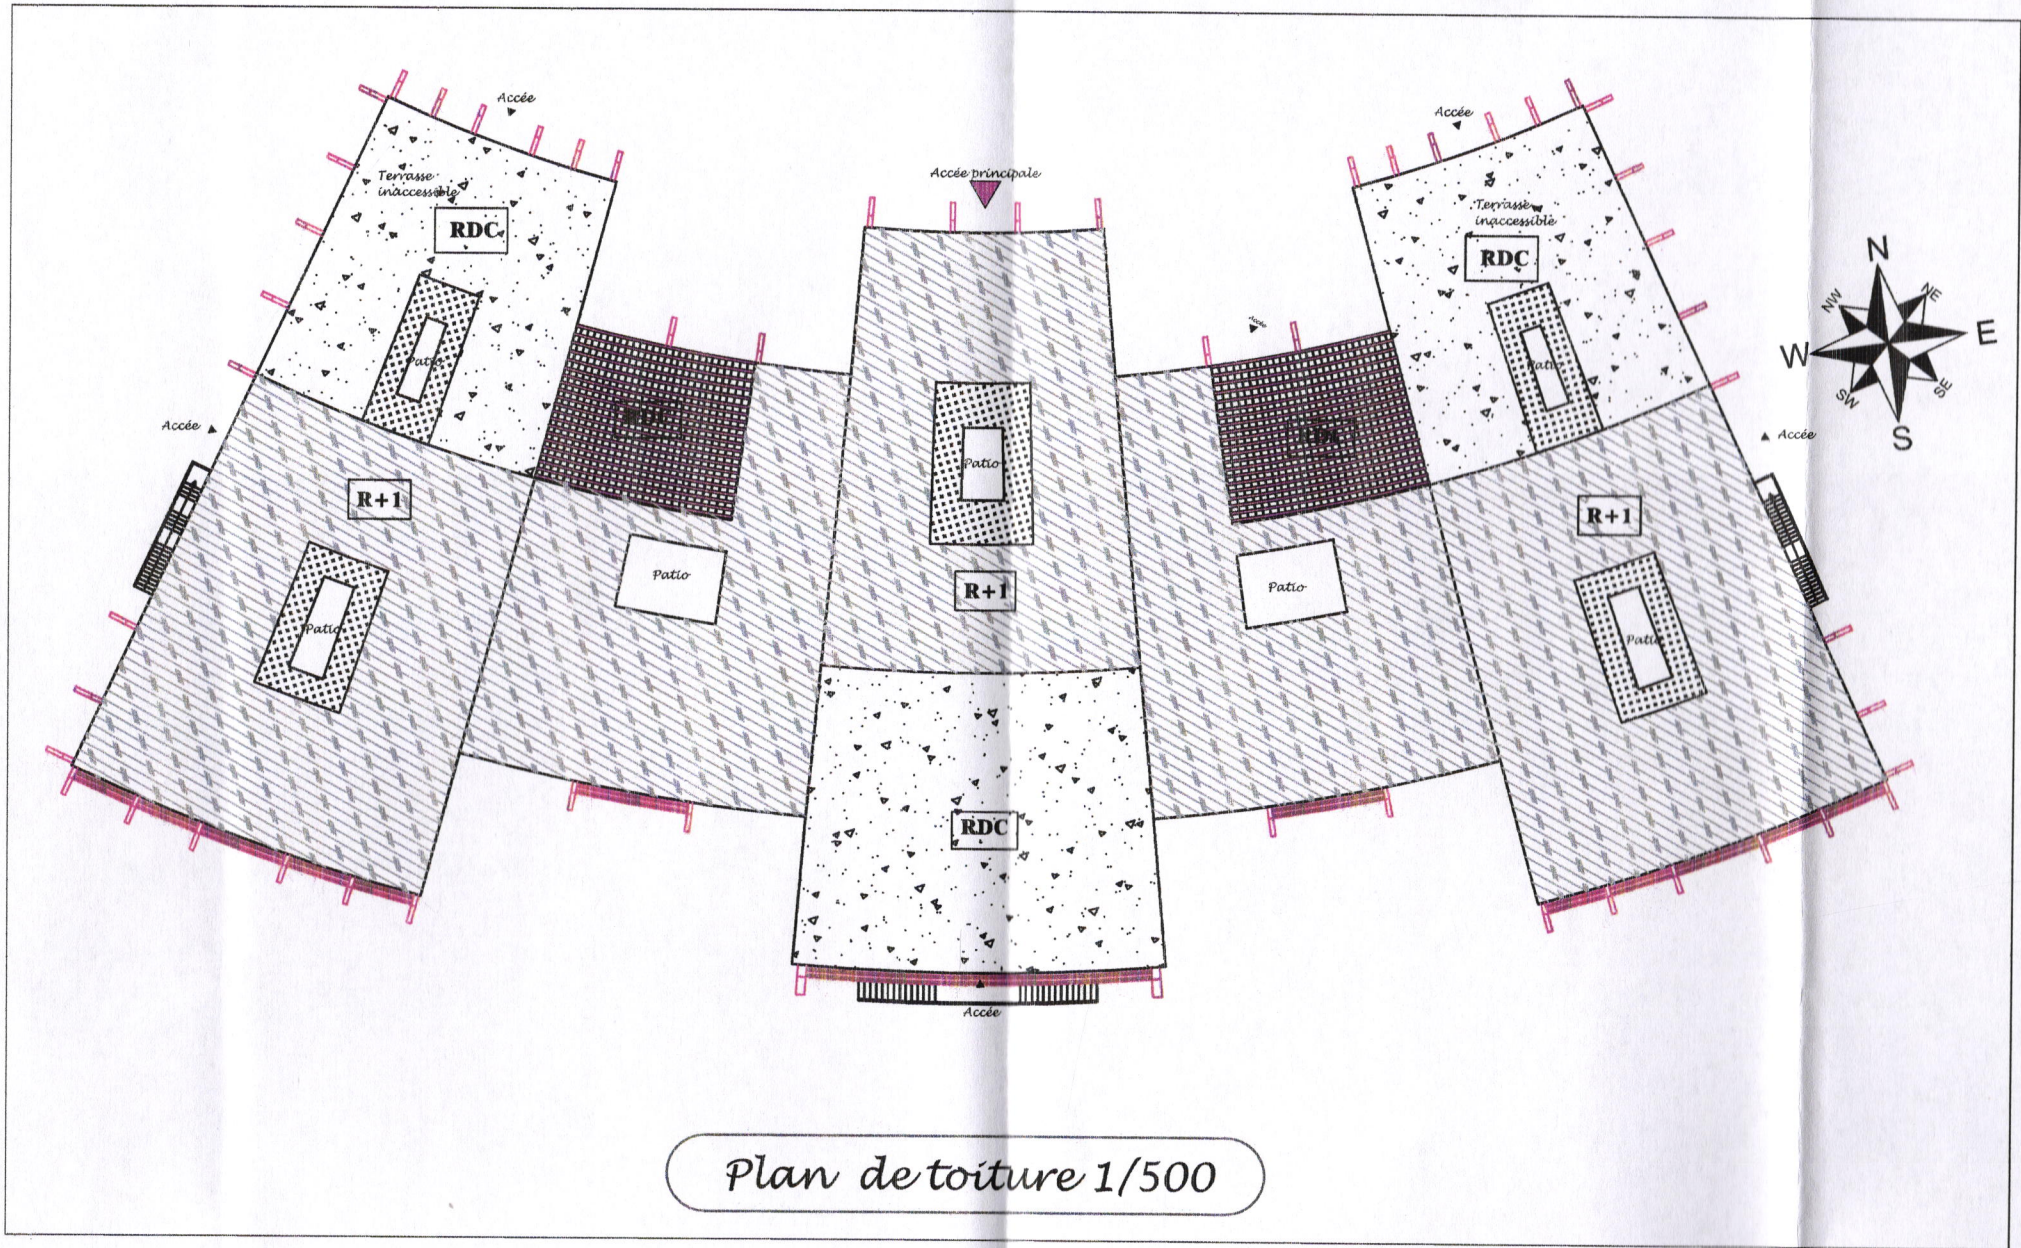 Accée
Accée
Terrasse
inaccessible
RDC
Accée principale
Terrasse
inaccessible
RDC
N
NW
NE
W
E
SW
SE
S
Patio
Patio
Accée
RDC
Accée
Patio
R+1
R+1
Patio
Patio
R+1
Patio
Patio
RDC
Accée
Plan de toiture 1/500